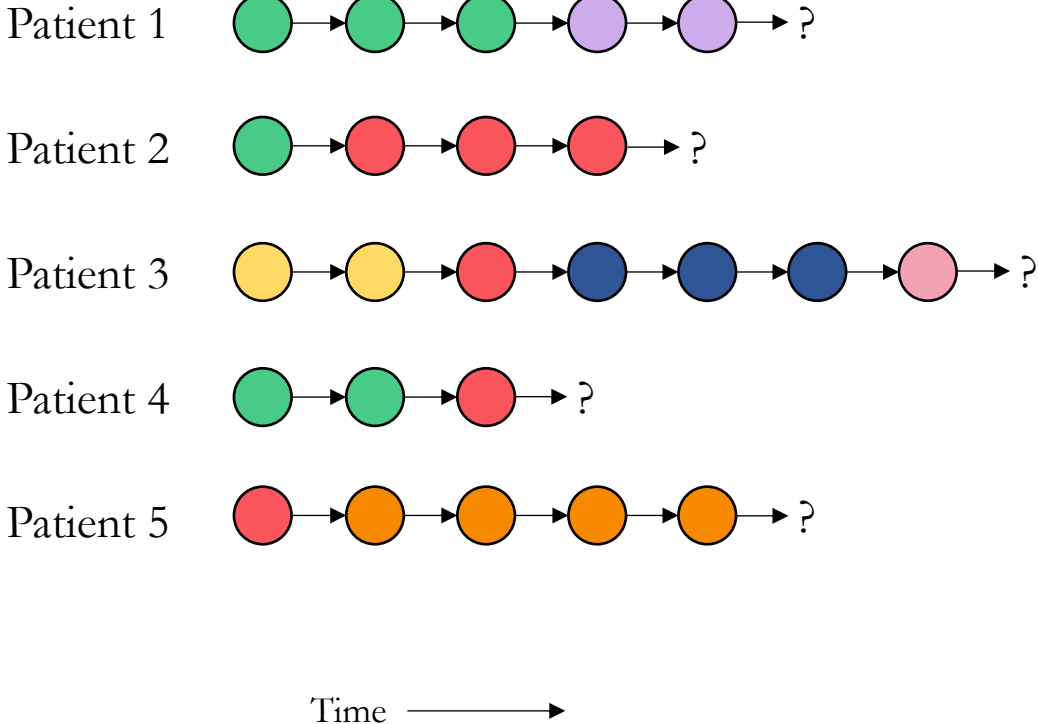 Patient 1 ?
Patient 2 ?
Patient 3 ?
Patient 4 ?
Patient 5 ?
Time